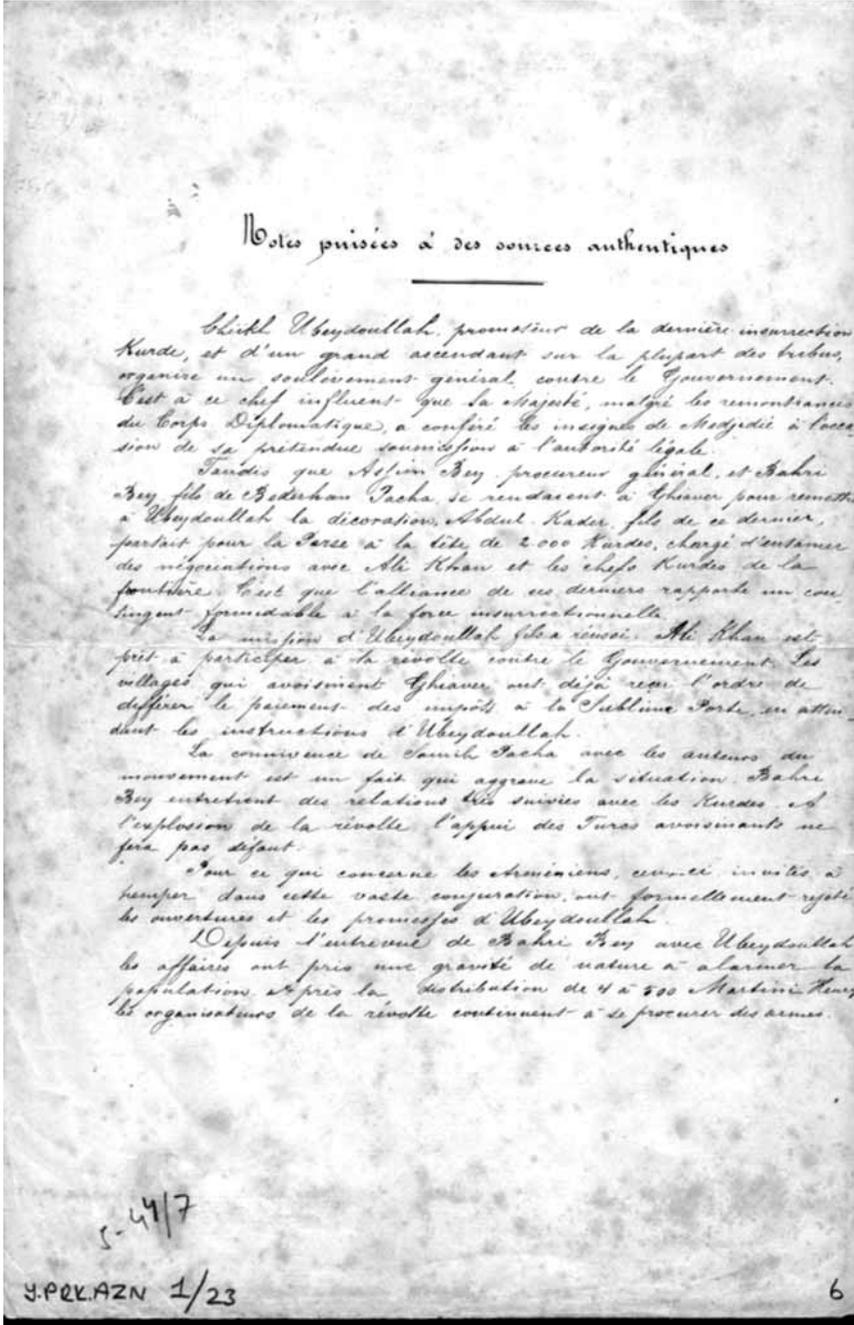 Notes puisées à des sources authentiques
Cheikh Ubeydoullah, promoteur de la dernière insurrection
Kurde, et d'un grand ascendant sur la plupart des tribus,
organise un soulèvement général, contre le Gouvernement.
C'est à ce chef influent que Sa Majesté, malgré les remontrances
du Corps Diplomatique, a conféré les insignes de Medjidié à l'occa-
sion de sa prétendue soumission à l'autorité légale.
Tandis que Assim Bey, procureur général, et Bahri
Bey, fils de Bederhan Pacha, se rendaient à Ghiaver pour remettre
à Ubeydoullah la décoration, Abdul-Kader, fils de ce dernier,
partait pour la Perse à la tête de 2.000 Kurdes, chargé d'entamer
des négociations avec Ali Khan et les chefs Kurdes de la
frontière. C'est que l'alliance de ces derniers rapporte un con-
tingent formidable à la force insurrectionnelle.
La mission d'Ubeydoullah fils a réussi. Ali Khan est
prêt à participer à la révolte contre le Gouvernement. Les
villages qui avoisinent Ghiaver ont déjà reçu l'ordre de
différer le paiement des impôts à la Sublime Porte, en atten-
dant les instructions d'Ubeydoullah.
La connivence de Samih Pacha avec les auteurs du
mouvement est un fait qui aggrave la situation. Bahri
Bey entretient des relations très suivies avec les Kurdes. A
l'explosion de la révolte l'appui des Turcs avoisinants ne
fera pas défaut.
Pour ce qui concerne les Arméniens, ceux-ci, invités à
tremper dans cette vaste conjuration, ont formellement rejeté
les ouvertures et les promesses d'Ubeydoullah.
Depuis l'entrevue de Bahri Bey avec Ubeydoullah
les affaires ont pris une gravité de nature à alarmer la
population. Après la distribution de 4 à 500 Martini Henry
les organisateurs de la révolte continuent à se procurer des armes.
5-44/7
Y.PRK.AZN 1/23
6